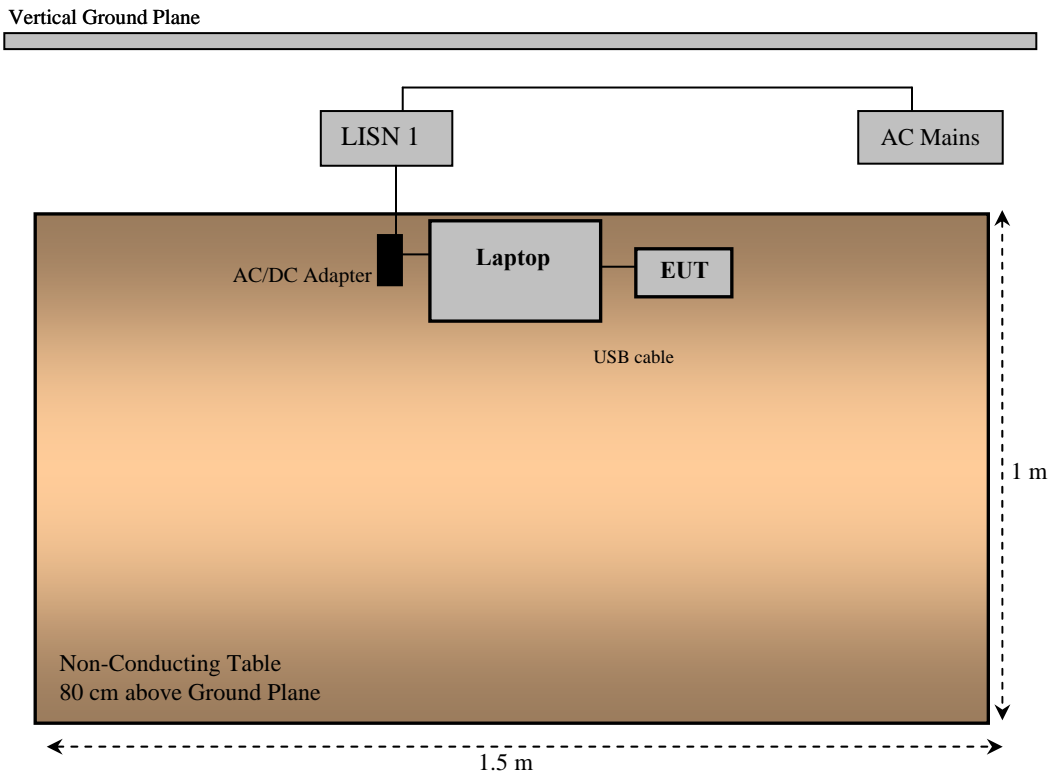 Vertical Ground Plane
LISN 1
AC Mains
Laptop
EUT
AC/DC Adapter
USB cable
1 m
Non-Conducting Table
80 cm above Ground Plane
1.5 m